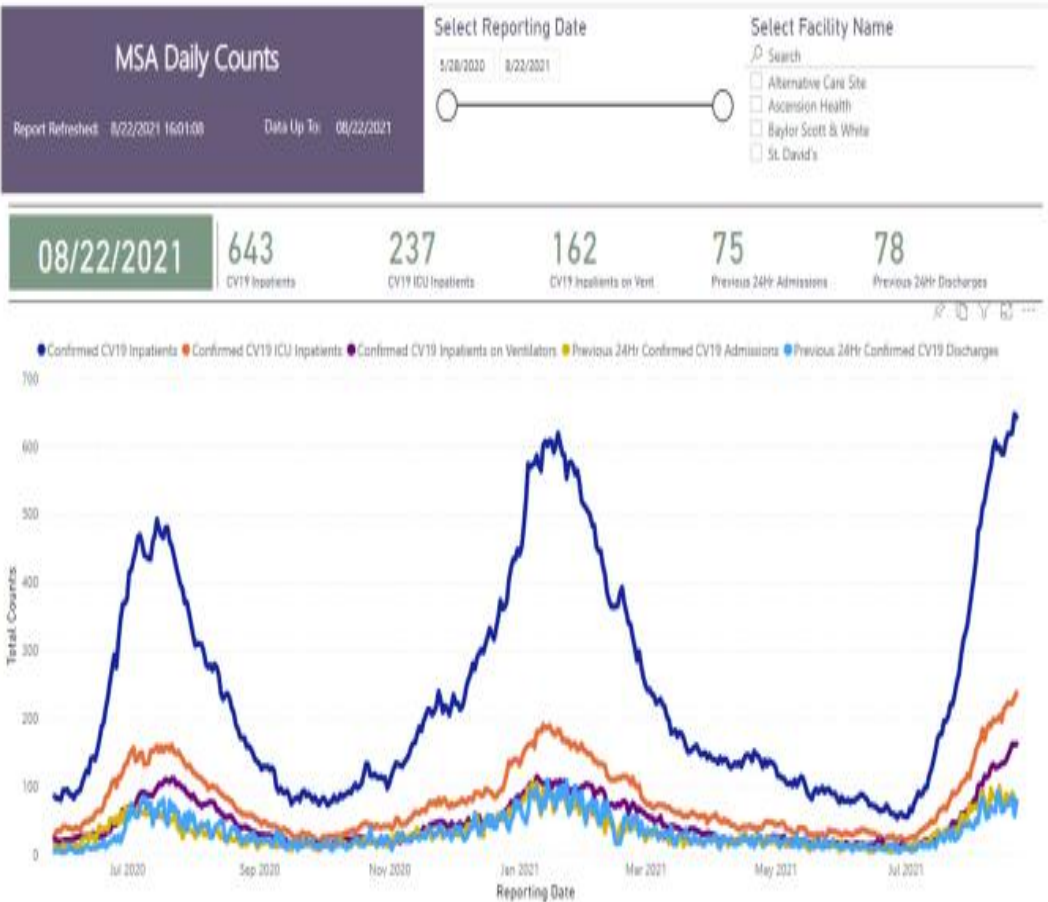 MSA Daily Counts
Report Refreshed: 8/22/2021 16:01:08
Data Up To: 08/22/2021
Select Reporting Date
5/28/2020 8/22/2021
Select Facility Name
Search
Alternative Care Site
Ascension Health
Baylor Scott & White
St. David's
08/22/2021
643
CV19 Inpatients
237
CV19 ICU Inpatients
162
CV19 Inpatients on Vent
75
Previous 24Hr Admissions
78
Previous 24Hr Discharges
Confirmed CV19 Inpatients Confirmed CV19 ICU Inpatients Confirmed CV19 Inpatients on Ventilators Previous 24Hr Confirmed CV19 Admissions Previous 24Hr Confirmed CV19 Discharges
Total Counts
700
600
500
400
300
200
100
0
Jul 2020 Sep 2020 Nov 2020 Jan 2021 Mar 2021 May 2021 Jul 2021
Reporting Date